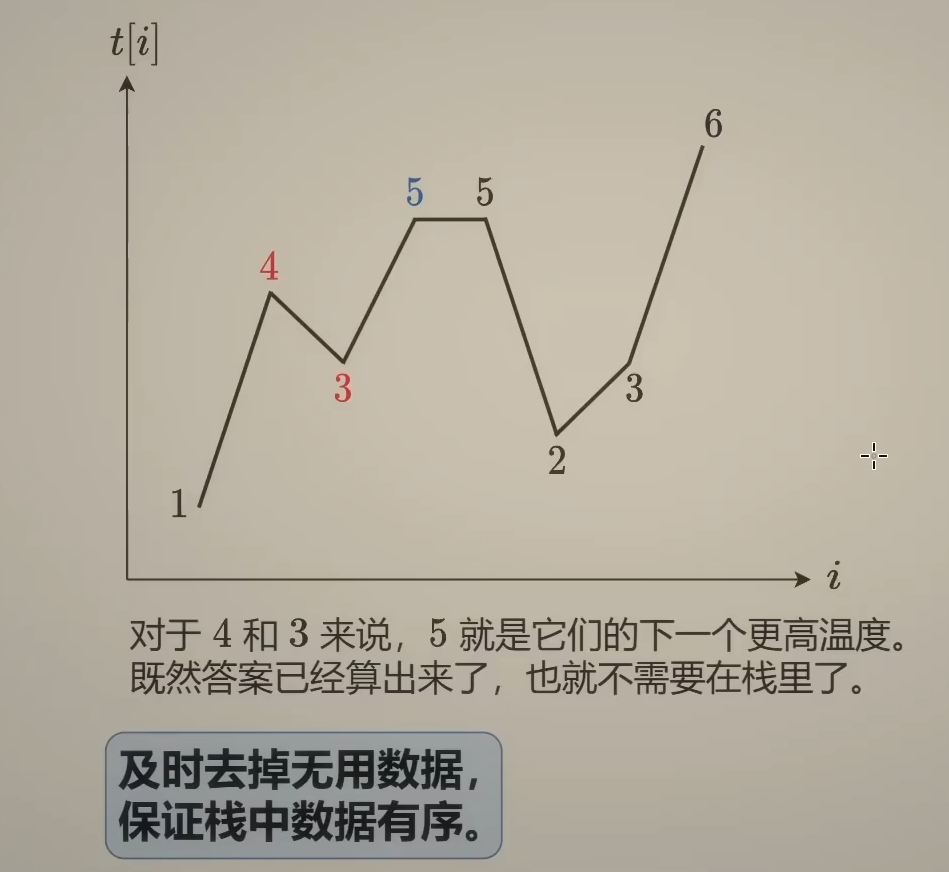 t[i]
6
5 5
4
3
3
2
1
i
对于 4 和 3 来说，5 就是它们的下一个更高温度。
既然答案已经算出来了，也就不需要在栈里了。
及时去掉无用数据，
保证栈中数据有序。